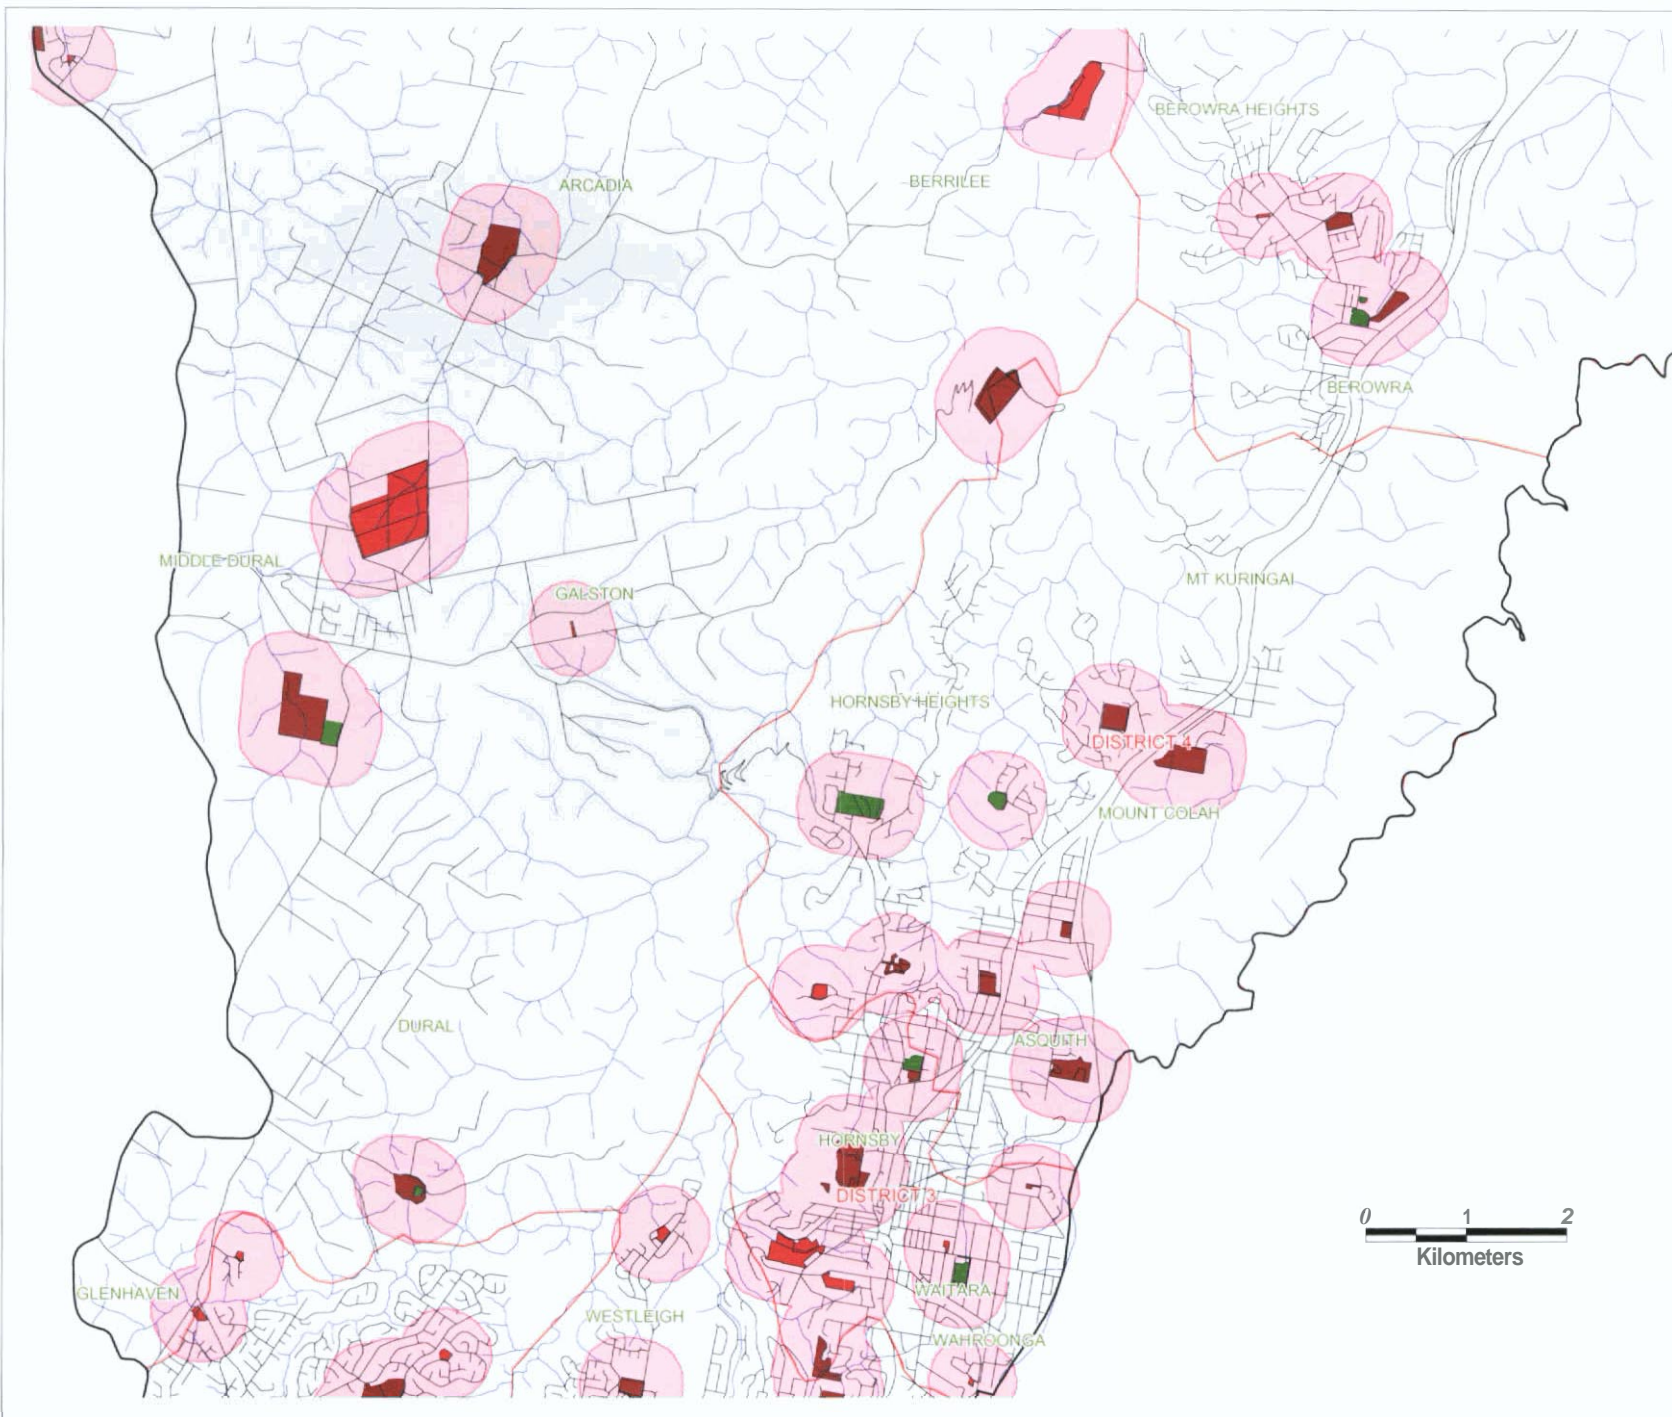 BEROWRA HEIGHTS
ARCADIA
BERRILEE
BEROWRA
MIDDLE DURAL
GALSTON
MT KURINGAI
HORNSBY HEIGHTS
DISTRICT 4
MOUNT COLAH
DURAL
ASQUITH
HORNSBY
DISTRICT 3
0 1 2
Kilometers
GLENHAVEN
WAITARA
WESTLEIGH
WAHROONGA